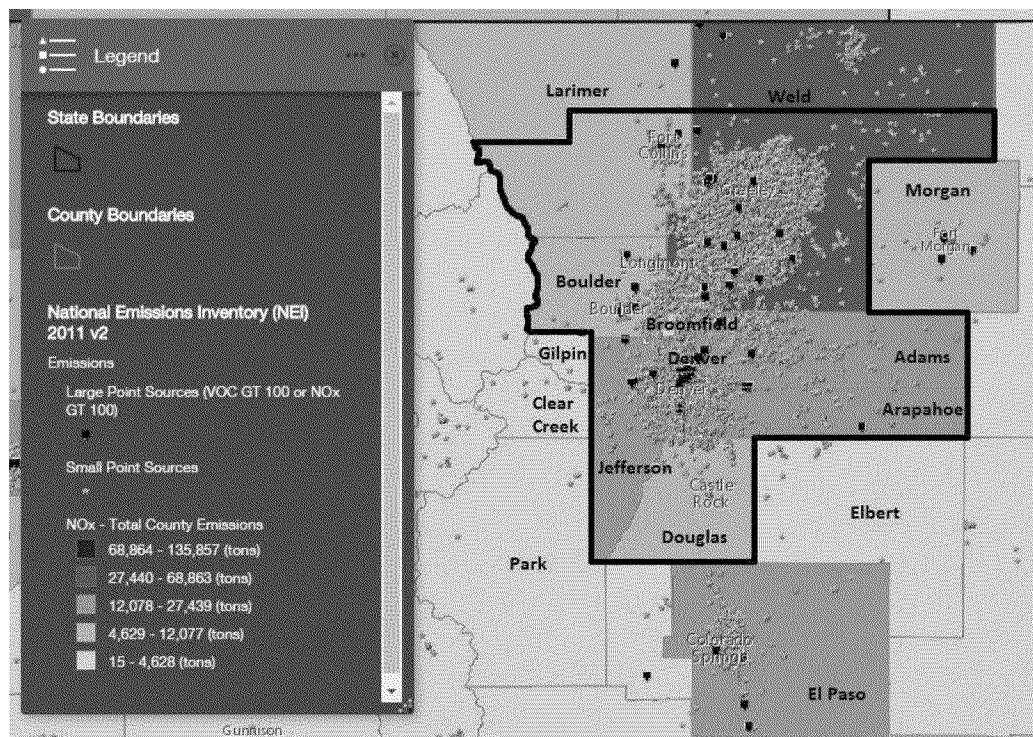 Legend
State Boundaries
County Boundaries
National Emissions Inventory (NEI)
2011 v2
Emissions
Large Point Sources (VOC GT 100 or NOx
GT 100)
Small Point Sources
NOx - Total County Emissions
68,864 - 135,857 (tons)
27,440 - 68,863 (tons)
12,078 - 27,439 (tons)
4,629 - 12,077 (tons)
15 - 4,628 (tons)
Larimer
Weld
Fort
Collins
Greeley
Morgan
Fort
Morgan
Longmont
Boulder
Boulder
Broomfield
Gilpin
Denver
Adams
Denver
Clear
Creek
Arapahoe
Jefferson
Castle
Rock
Elbert
Douglas
Park
Colorado
Springs
El Paso
Gunnison